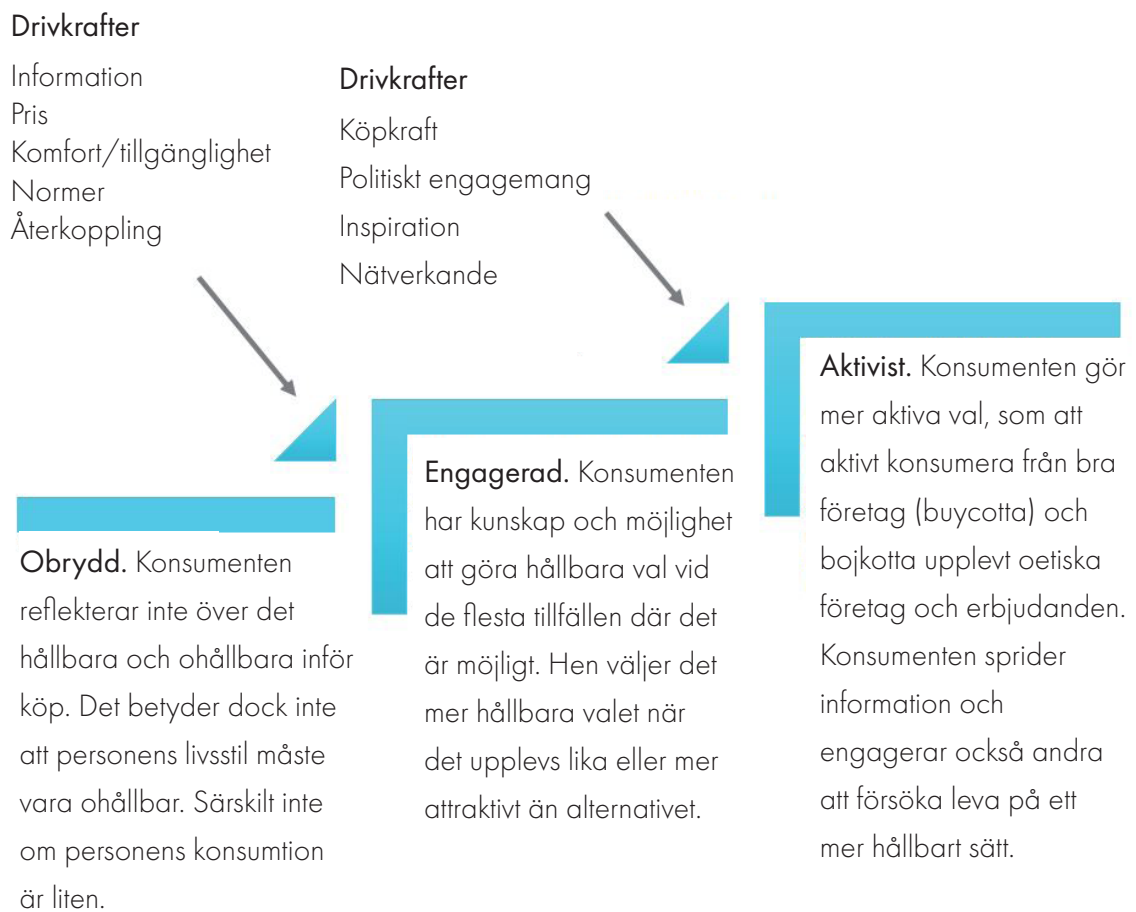 Drivkrafter
Information
Pris
Komfort/tillgänglighet
Normer
Återkoppling
Drivkrafter
Köpkraft
Politiskt engagemang
Inspiration
Nätverkande
Obrydd. Konsumenten
reflekterar inte över det
hållbara och ohållbara inför
köp. Det betyder dock inte
att personens livsstil måste
vara ohållbar. Särskilt inte
om personens konsumtion
är liten.
Engagerad. Konsumenten
har kunskap och möjlighet
att göra hållbara val vid
de flesta tillfällen där det
är möjligt. Hen väljer det
mer hållbara valet när
det upplevs lika eller mer
attraktivt än alternativet.
Aktivist. Konsumenten gör
mer aktiva val, som att
aktivt konsumera från bra
företag (buycotta) och
bojkotta upplevt oetiska
företag och erbjudanden.
Konsumenten sprider
information och
engagerar också andra
att försöka leva på ett
mer hållbart sätt.